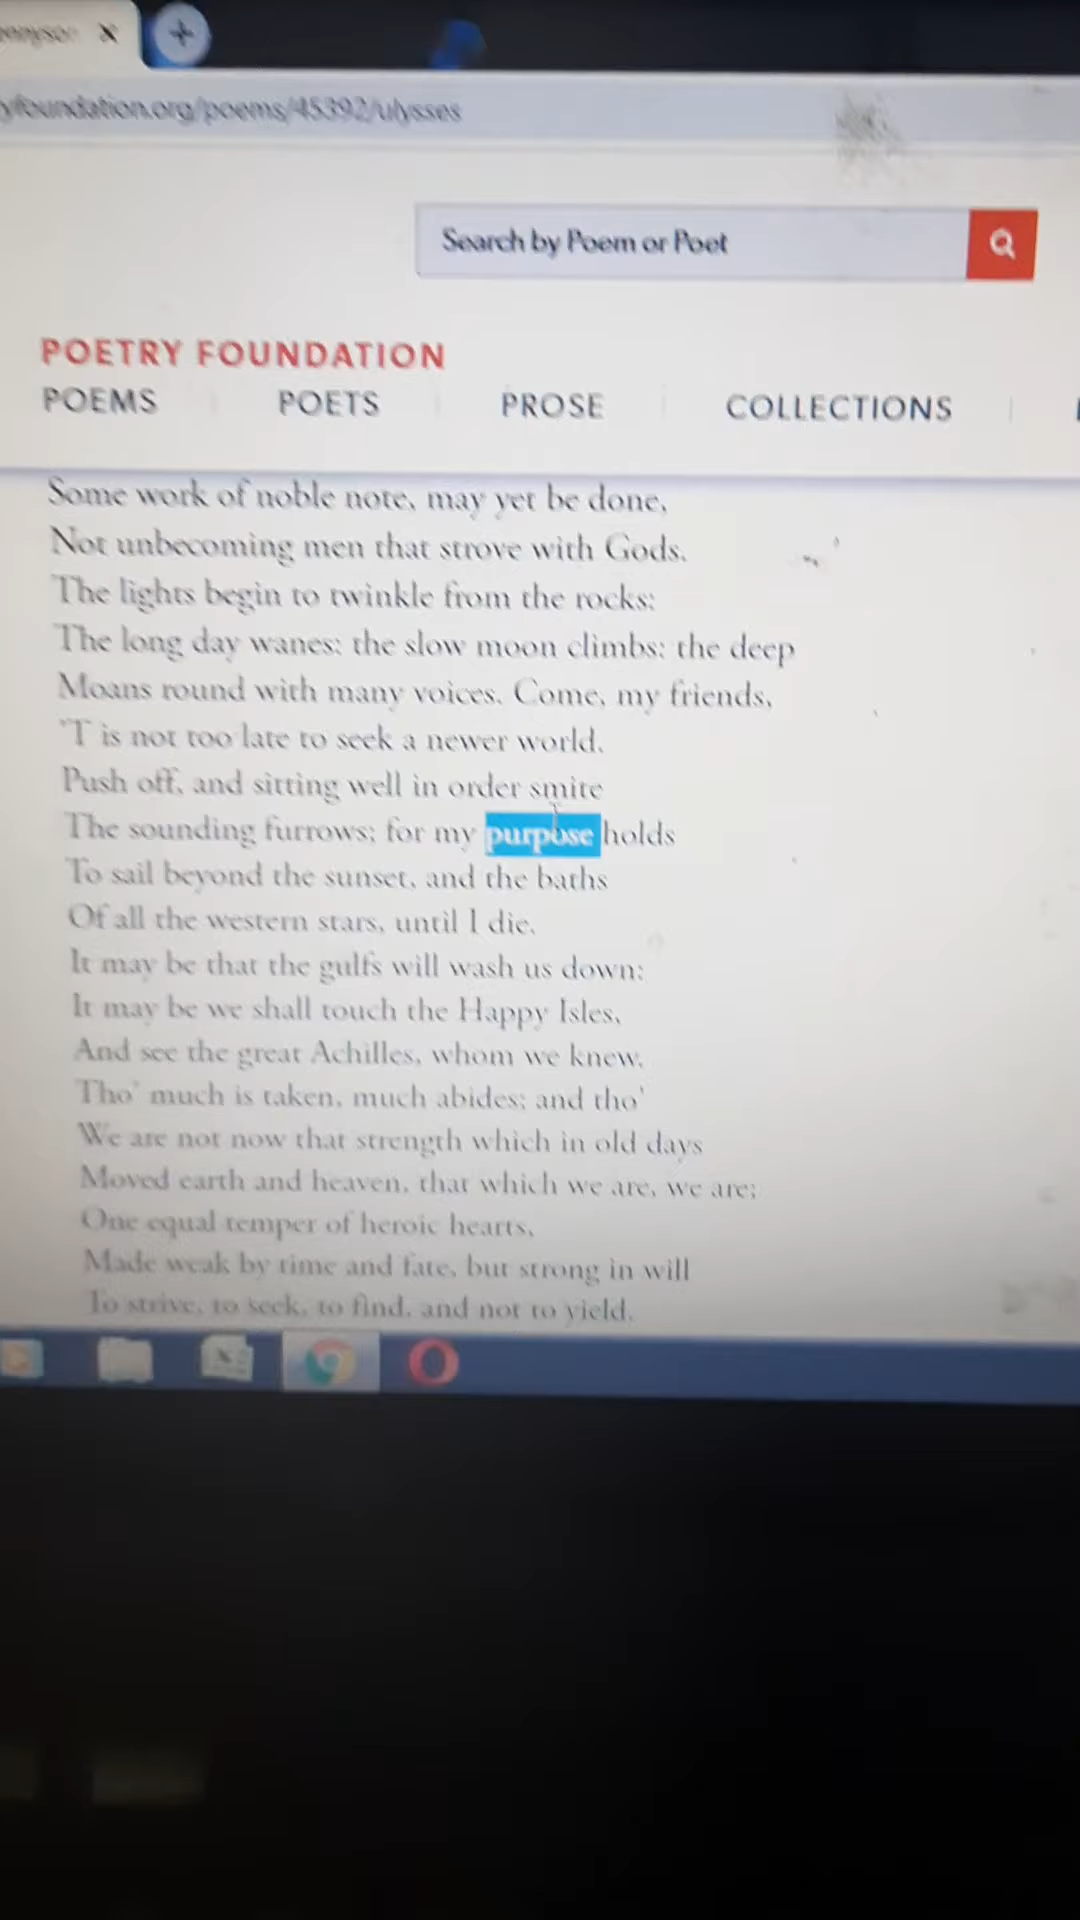 yfoundation.org/poems/45392/ulysses
Search by Poem or Poet
POETRY FOUNDATION
POEMS POETS PROSE COLLECTIONS
Some work of noble note, may yet be done,
Not unbecoming men that strove with Gods.
The lights begin to twinkle from the rocks:
The long day wanes: the slow moon climbs: the deep
Moans round with many voices. Come, my friends,
'T is not too late to seek a newer world.
Push off, and sitting well in order smite
The sounding furrows; for my purpose holds
To sail beyond the sunset, and the baths
Of all the western stars, until I die.
It may be that the gulfs will wash us down:
It may be we shall touch the Happy Isles,
And see the great Achilles, whom we knew.
Tho' much is taken, much abides; and tho'
We are not now that strength which in old days
Moved earth and heaven, that which we are, we are;
One equal temper of heroic hearts,
Made weak by time and fate, but strong in will
To strive, to seek, to find, and not to yield.